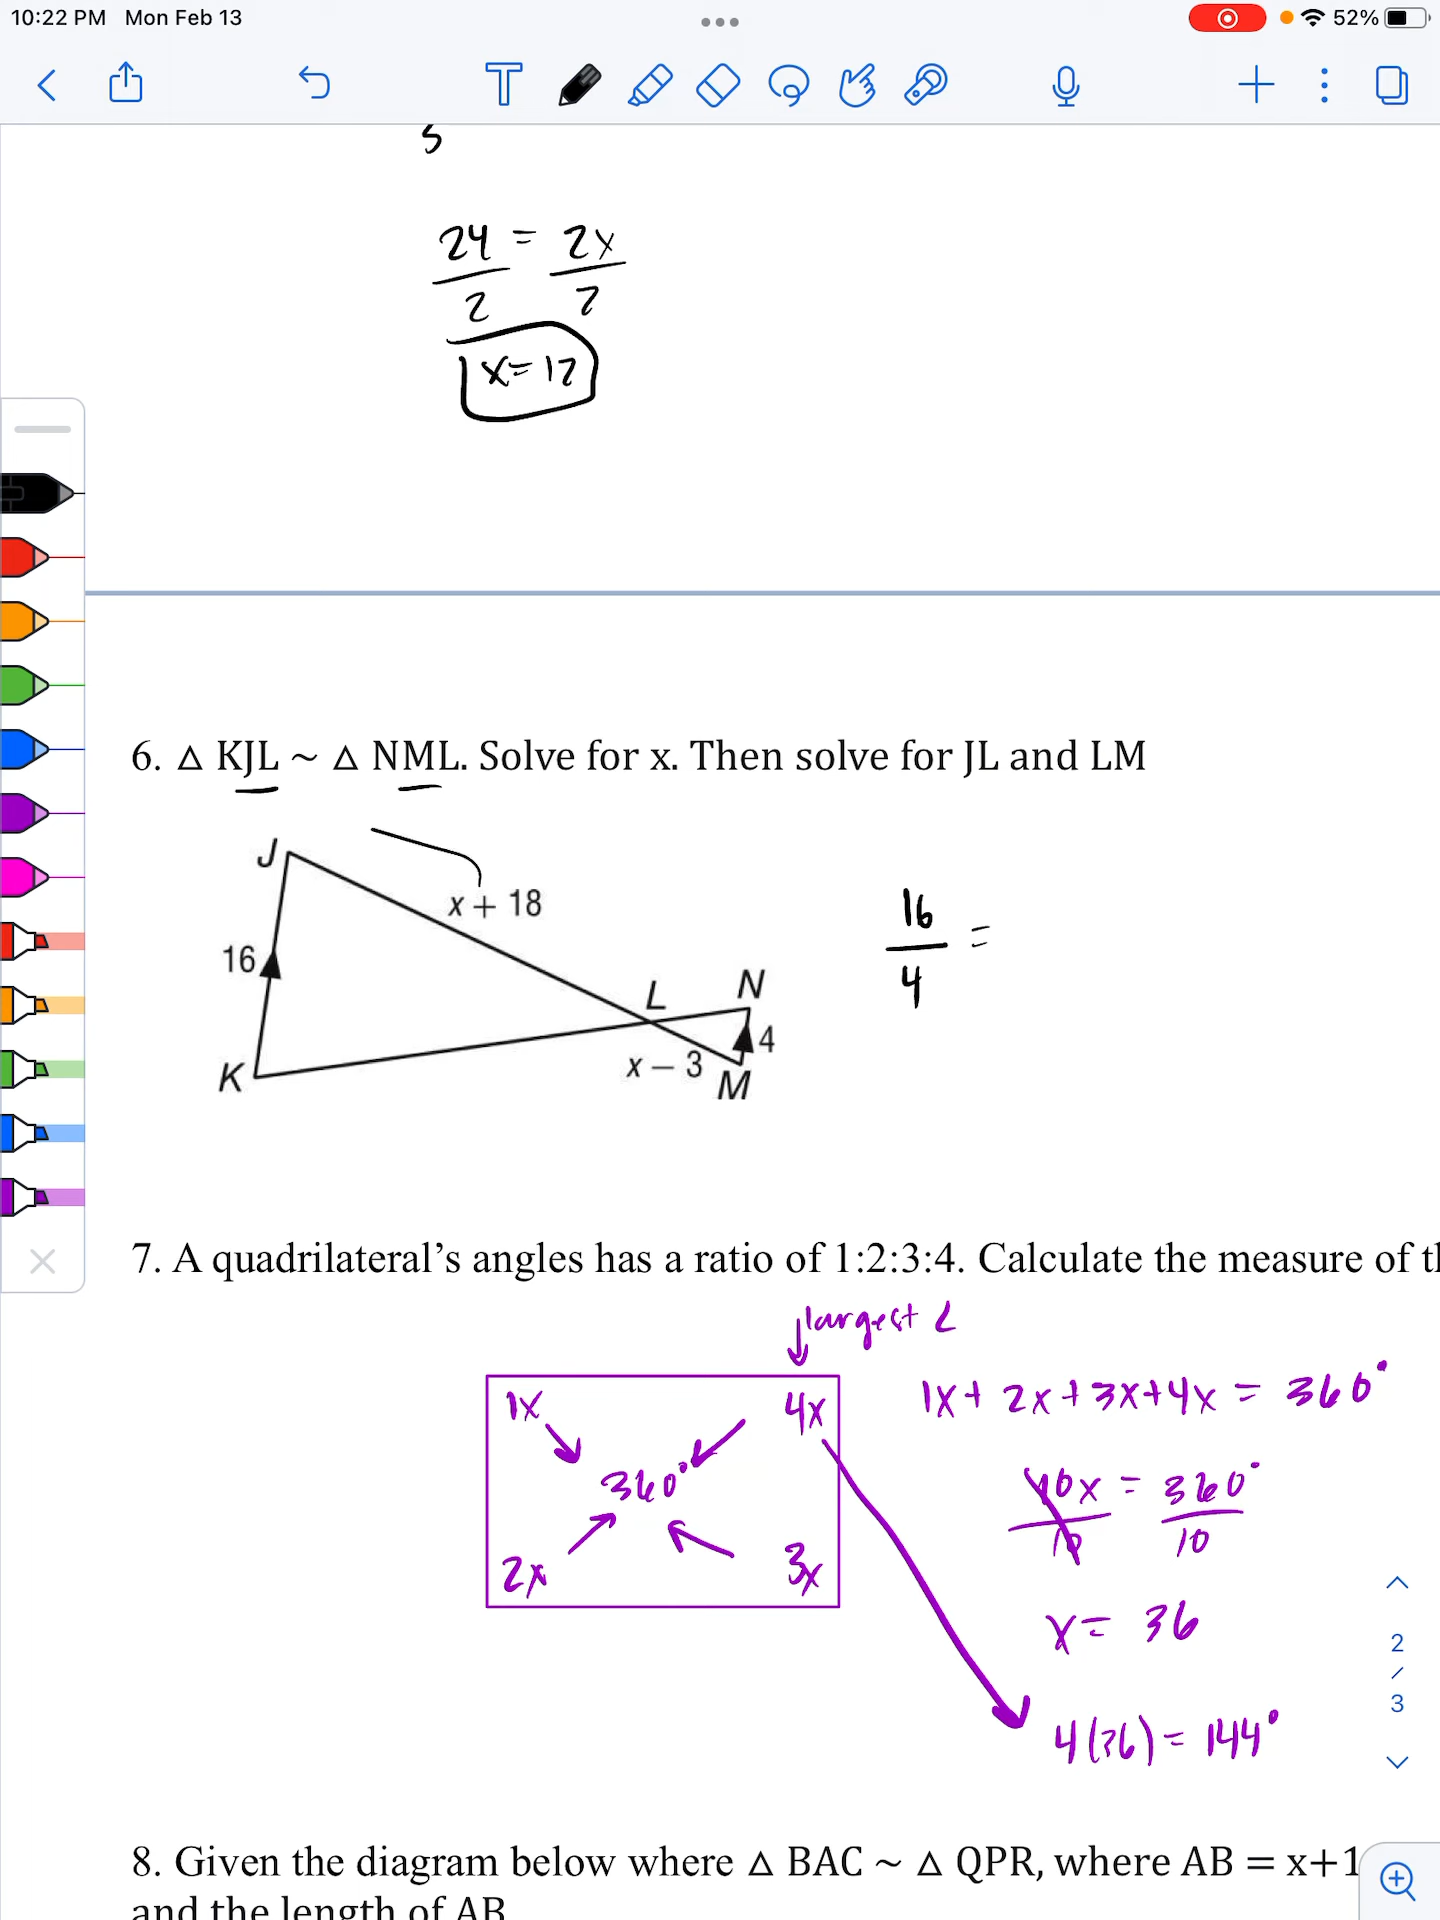 10:22 PM Mon Feb 13
52%
24 = 2x
2 2
x = 12
6. △ KJL ~ △ NML. Solve for x. Then solve for JL and LM
J
x + 18
16
L
N
4
K
x − 3
M
16
=
4
7. A quadrilateral’s angles has a ratio of 1:2:3:4. Calculate the measure of
largest ∠
1x
4x
360°
2x
3x
1x + 2x + 3x + 4x = 360°
10x = 360°
10 10
x = 36
4(36) = 144°
2
/
3
8. Given the diagram below where △ BAC ~ △ QPR, where AB = x+1
and the length of AB